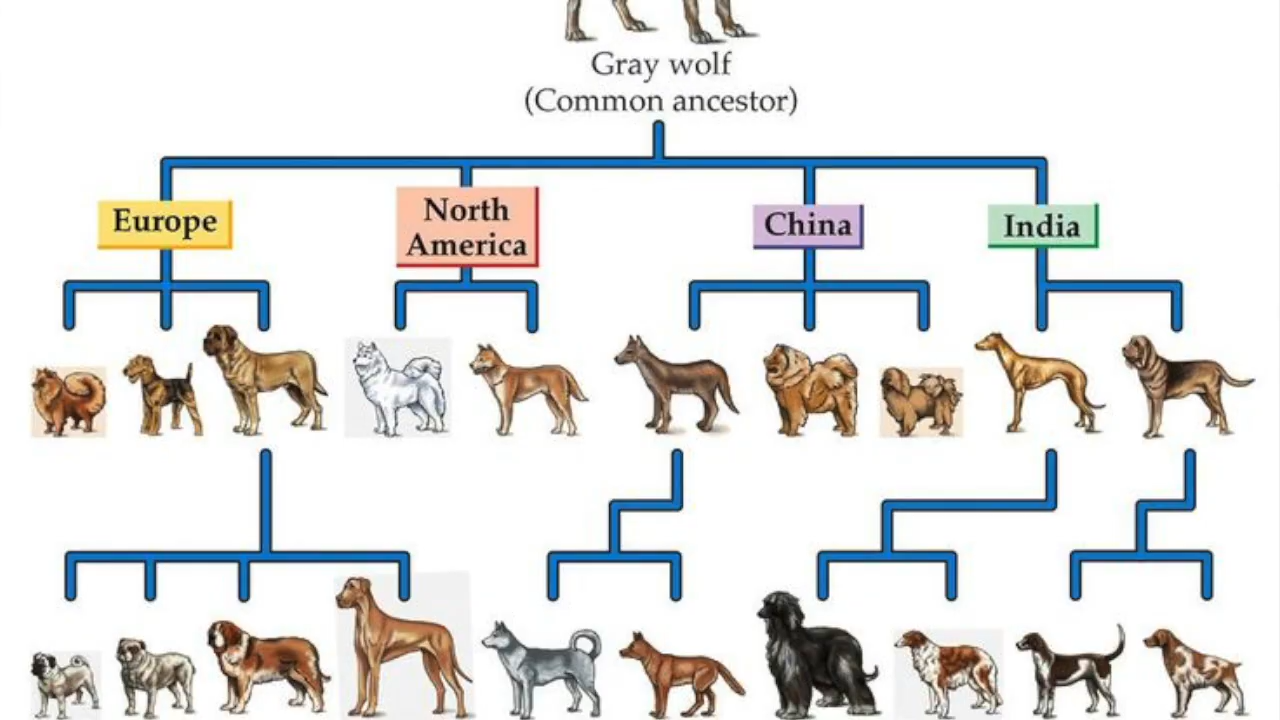 Gray wolf
(Common ancestor)
Europe
North
America
China
India